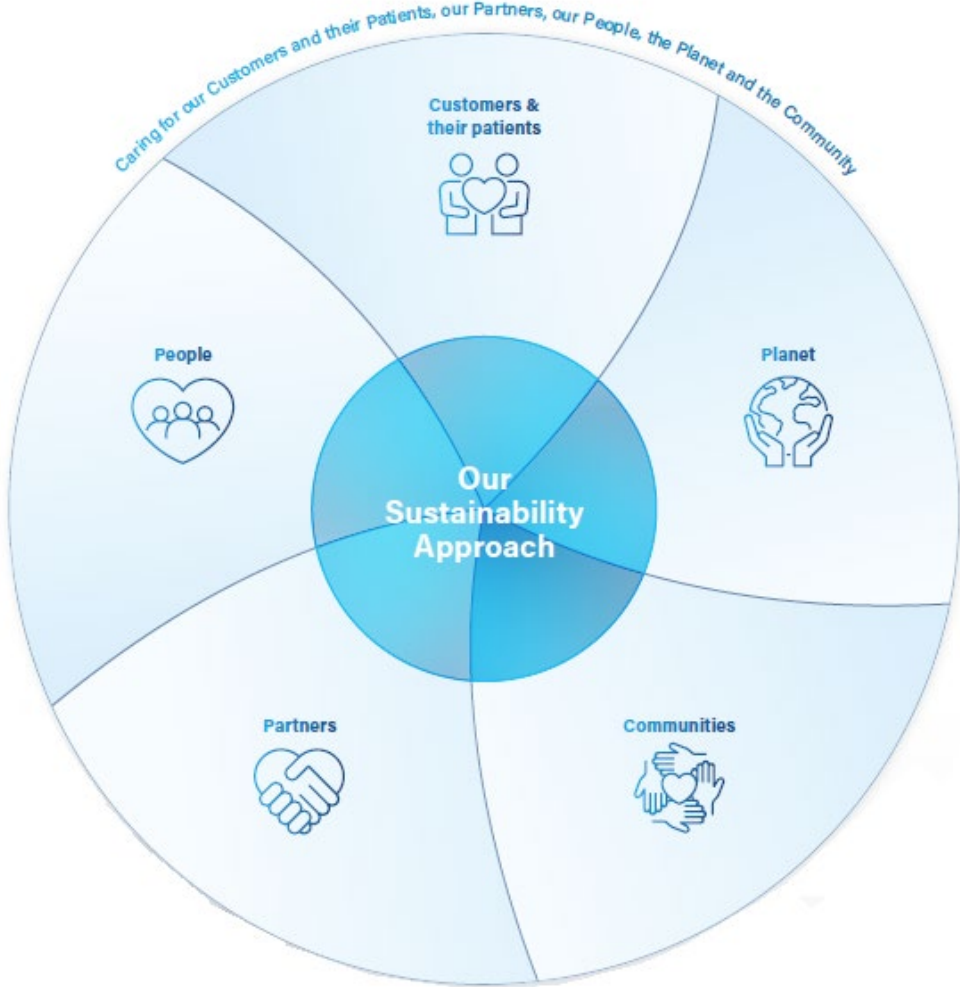 Caring for our Customers and their Patients, our Partners, our People, the Planet and the Community
Customers &
their patients
People
Planet
Our
Sustainability
Approach
Partners
Communities